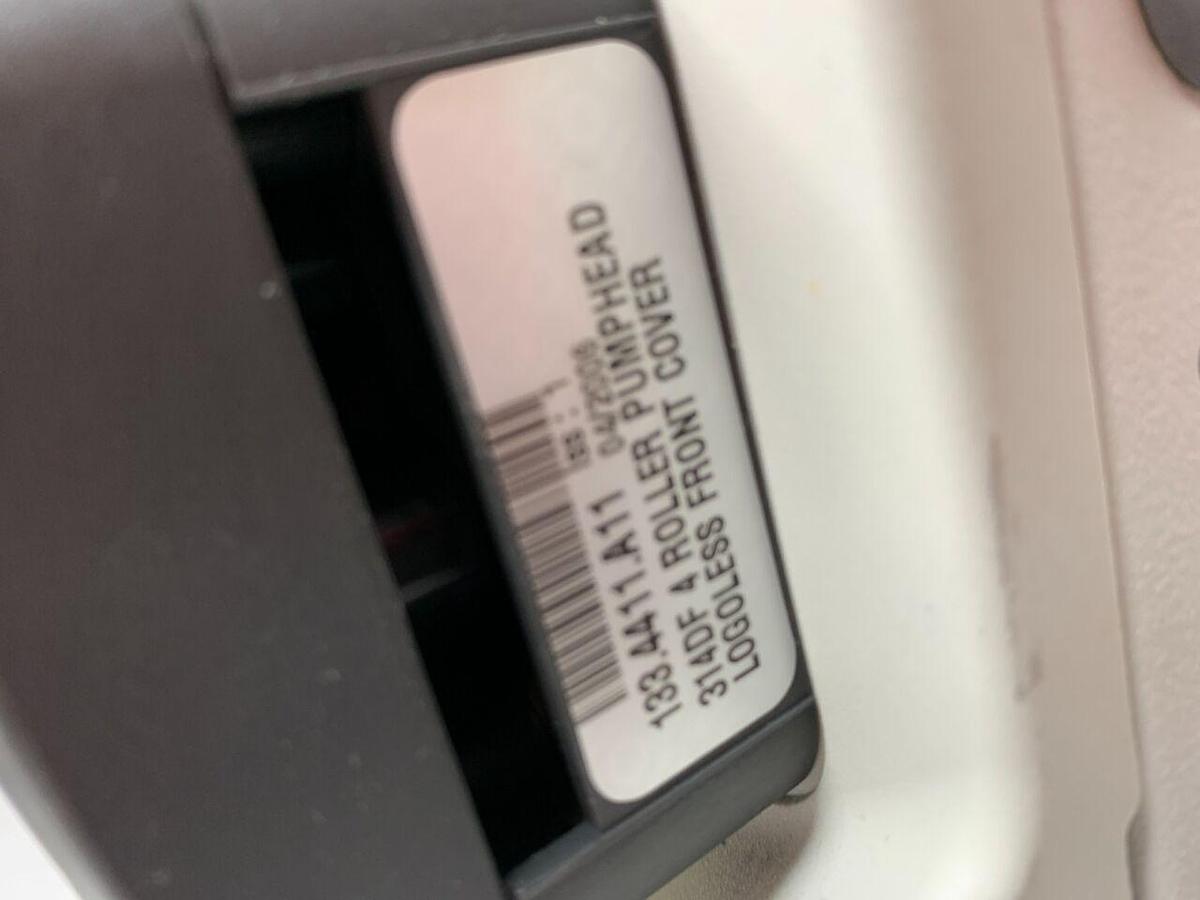 133.4411.A11
314DF 4 ROLLER PUMPHEAD
LOGOLESS FRONT COVER